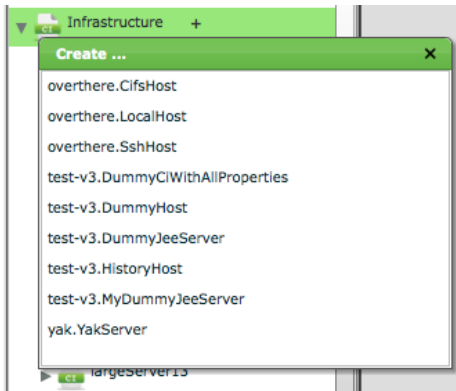 Infrastructure +
Create ...
overthere.CifsHost
overthere.LocalHost
overthere.SshHost
test-v3.DummyCiWithAllProperties
test-v3.DummyHost
test-v3.DummyJeeServer
test-v3.HistoryHost
test-v3.MyDummyJeeServer
yak.YakServer
CI largeServer13